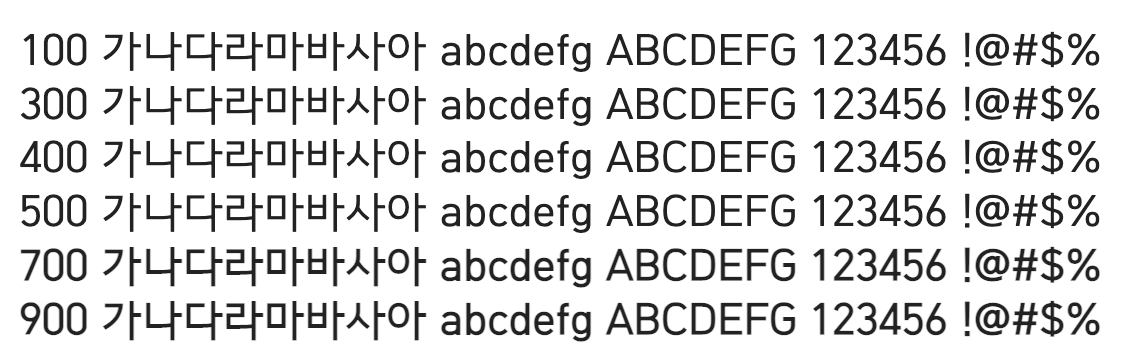 100 가나다라마바사아 abcdefg ABCDEFG 123456 !@#$%
300 가나다라마바사아 abcdefg ABCDEFG 123456 !@#$%
400 가나다라마바사아 abcdefg ABCDEFG 123456 !@#$%
500 가나다라마바사아 abcdefg ABCDEFG 123456 !@#$%
700 가나다라마바사아 abcdefg ABCDEFG 123456 !@#$%
900 가나다라마바사아 abcdefg ABCDEFG 123456 !@#$%